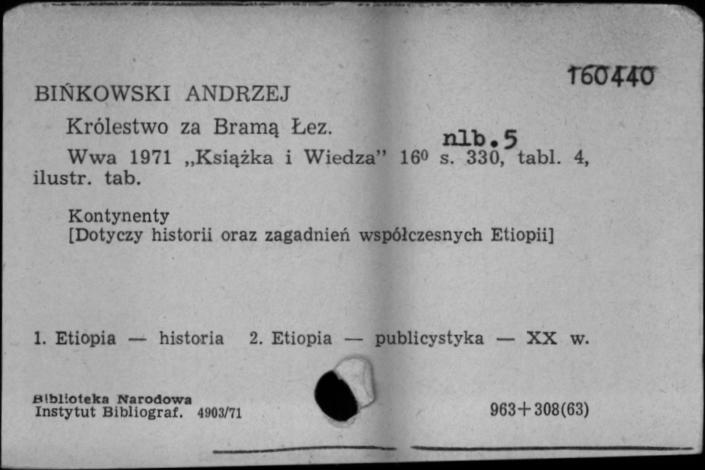 160440
BIŃKOWSKI ANDRZEJ
Królestwo za Bramą Łez.
nlb. 5
Wwa 1971 „Książka i Wiedza” 16⁰ s. 330, tabl. 4,
ilustr. tab.
Kontynenty
[Dotyczy historii oraz zagadnień współczesnych Etiopii]
1. Etiopia — historia 2. Etiopia — publicystyka — XX w.
Biblioteka Narodowa
Instytut Bibliograf. 4903/71
963+308(63)